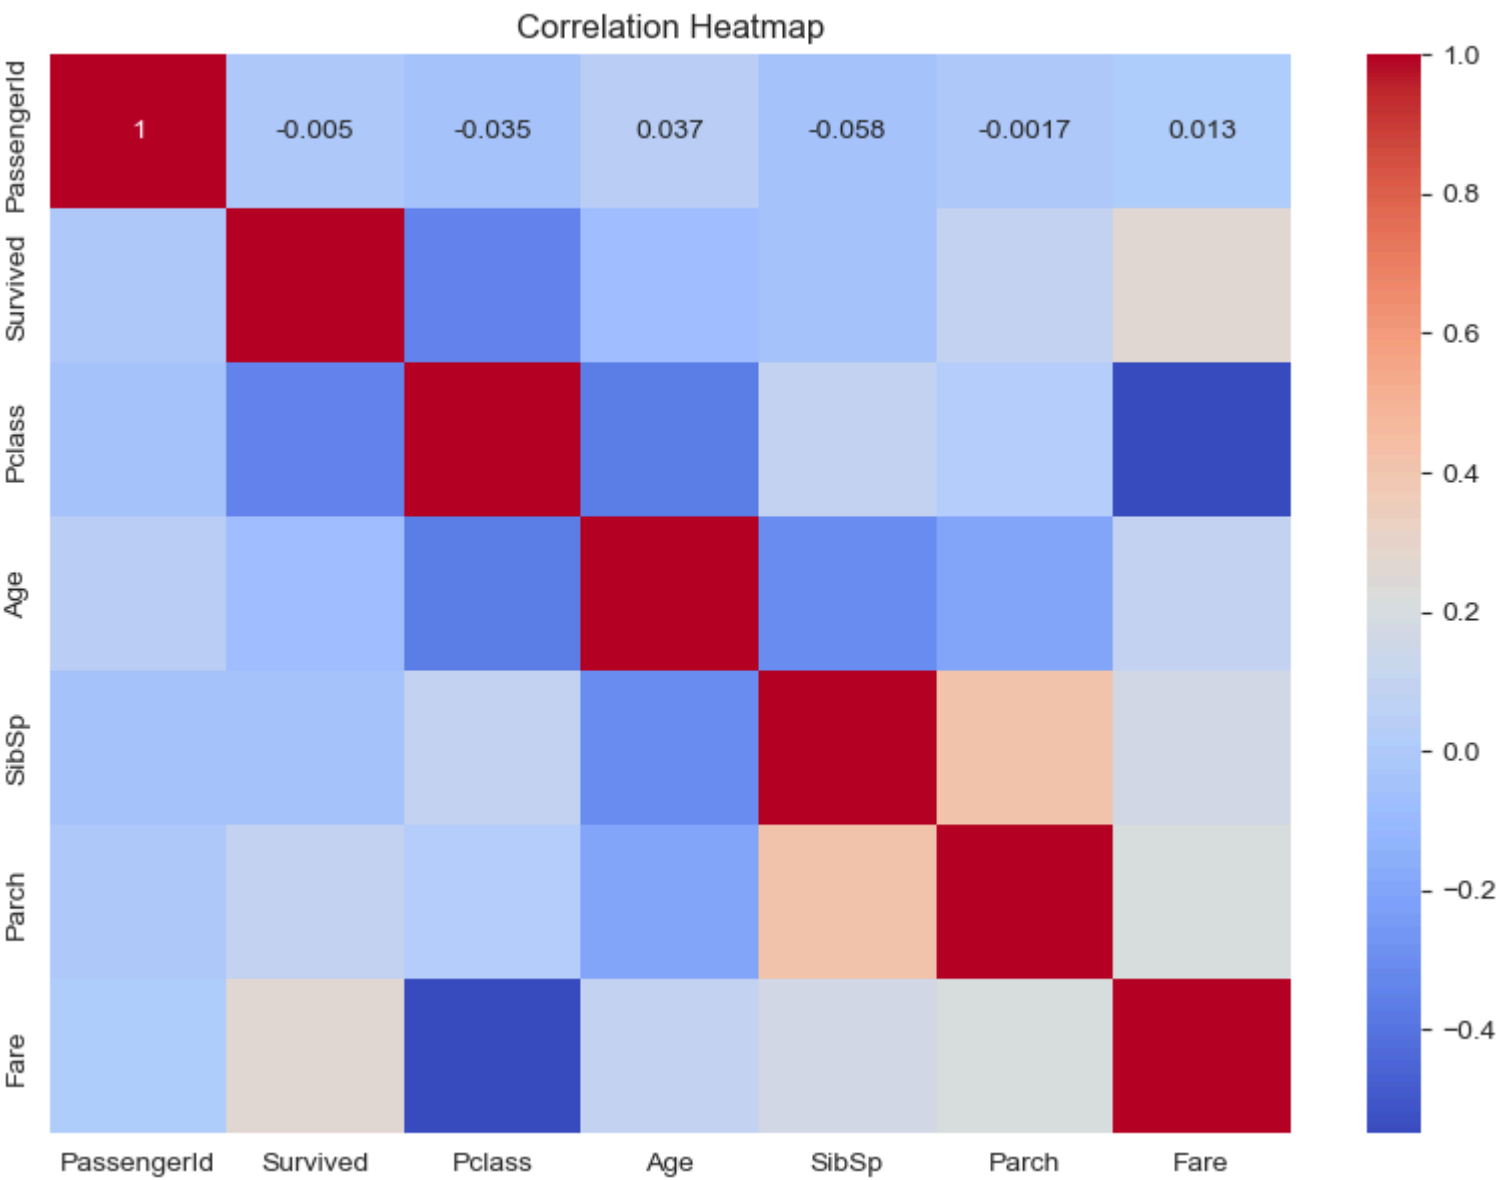 Correlation Heatmap
PassengerId
1 -0.005 -0.035 0.037 -0.058 -0.0017 0.013
Survived
Pclass
Age
SibSp
Parch
Fare
PassengerId Survived Pclass Age SibSp Parch Fare
1.0
0.8
0.6
0.4
0.2
0.0
−0.2
−0.4